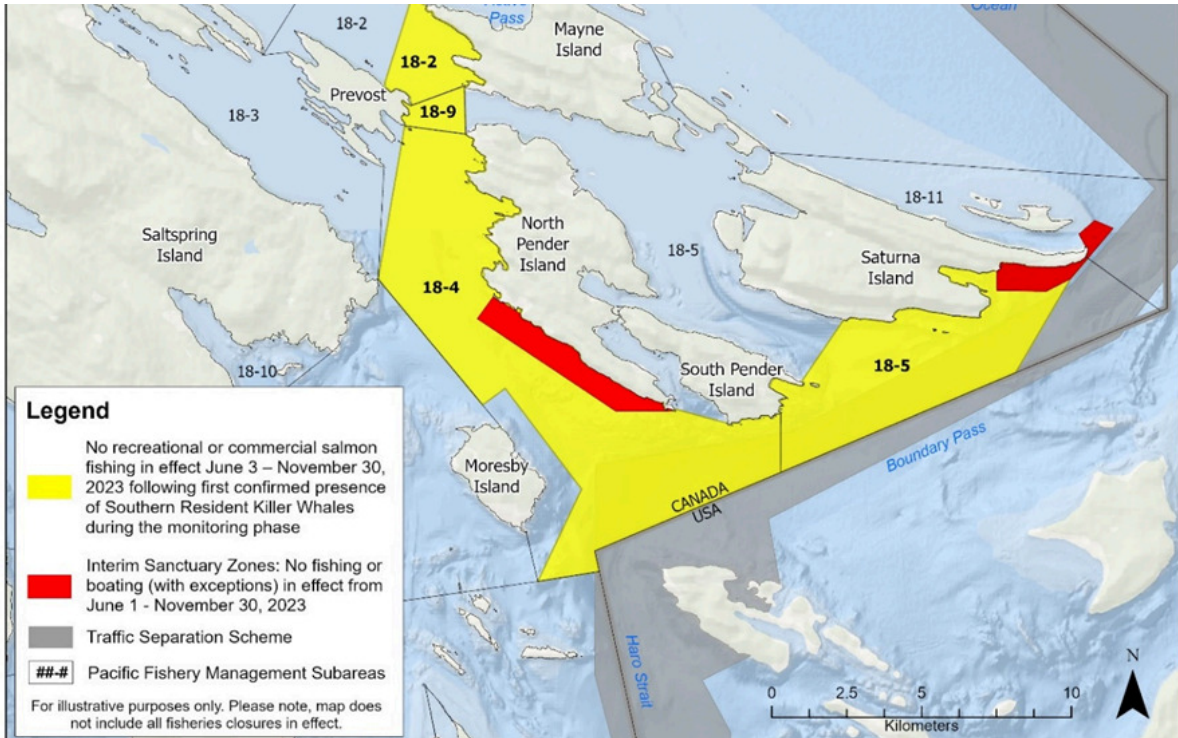 Active
Pass
Ocean
18-2
Mayne
Island
18-2
Prevost
18-9
18-3
18-11
North
Pender
Island
Saltspring
Island
18-5
Saturna
Island
18-4
18-10
South Pender
Island
18-5
Boundary Pass
Moresby
Island
CANADA
USA
Haro Strait
Legend
No recreational or commercial salmon
fishing in effect June 3 – November 30,
2023 following first confirmed presence
of Southern Resident Killer Whales
during the monitoring phase
Interim Sanctuary Zones: No fishing or
boating (with exceptions) in effect from
June 1 - November 30, 2023
Traffic Separation Scheme
##-# Pacific Fishery Management Subareas
For illustrative purposes only. Please note, map does
not include all fisheries closures in effect.
N
0 2.5 5 10
Kilometers